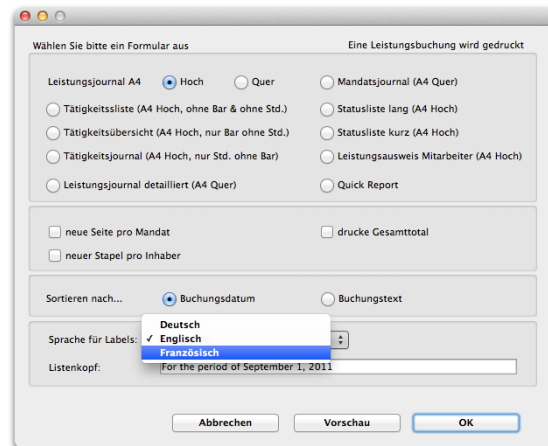 Wählen Sie bitte ein Formular aus
Eine Leistungsbuchung wird gedruckt
Leistungsjournal A4 Hoch Quer
Mandatsjournal (A4 Quer)
Tätigkeitssliste (A4 Hoch, ohne Bar & ohne Std.)
Statusliste lang (A4 Hoch)
Tätigkeitsübersicht (A4 Hoch, nur Bar ohne Std.)
Statusliste kurz (A4 Hoch)
Tätigkeitsjournal (A4 Hoch, nur Std. ohne Bar)
Leistungsausweis Mitarbeiter (A4 Hoch)
Leistungsjournal detailliert (A4 Quer)
Quick Report
neue Seite pro Mandat
drucke Gesamttotal
neuer Stapel pro Inhaber
Sortieren nach... Buchungsdatum Buchungstext
Deutsch
Sprache für Labels: ✓ Englisch
Französisch
Listenkopf: For the period of September 1, 2011
Abbrechen Vorschau OK